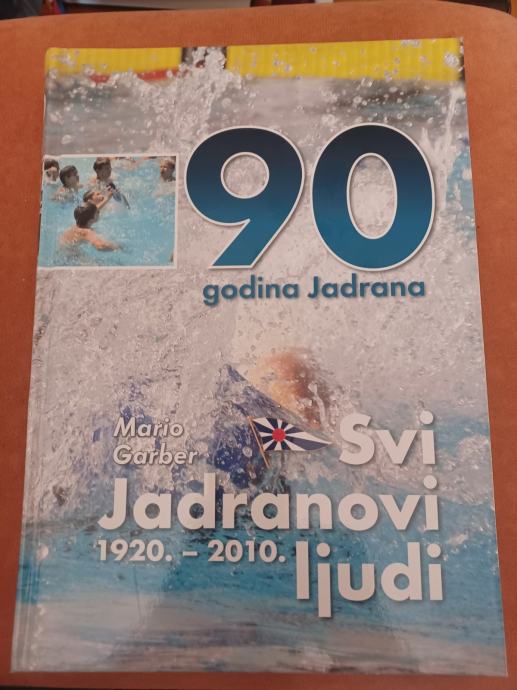 90
godina Jadrana
Mario
Garber
Svi
Jadranovi
1920. – 2010.
ljudi